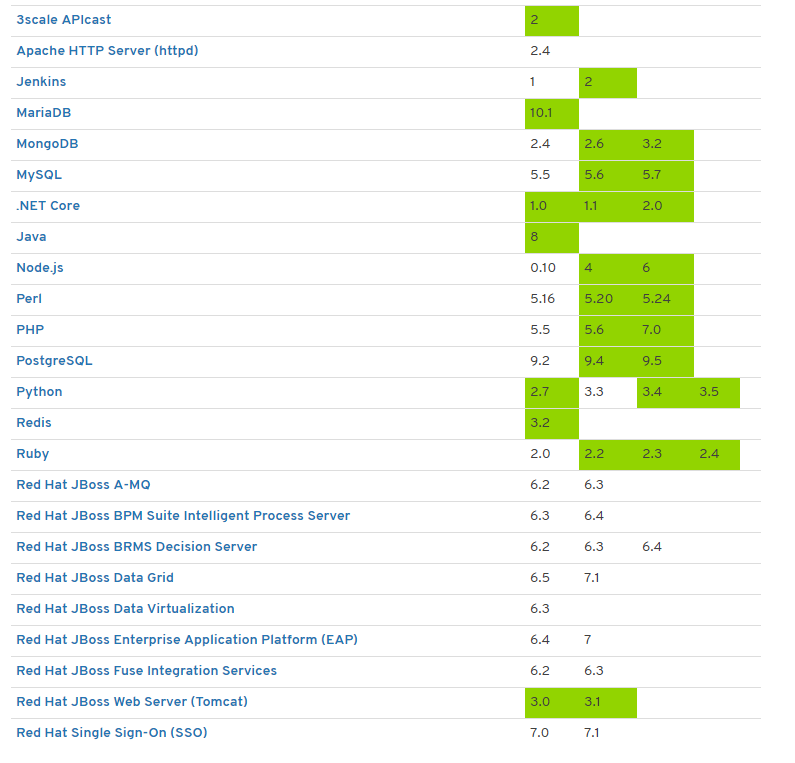 3scale APIcast 2
Apache HTTP Server (httpd) 2.4
Jenkins 1 2
MariaDB 10.1
MongoDB 2.4 2.6 3.2
MySQL 5.5 5.6 5.7
.NET Core 1.0 1.1 2.0
Java 8
Node.js 0.10 4 6
Perl 5.16 5.20 5.24
PHP 5.5 5.6 7.0
PostgreSQL 9.2 9.4 9.5
Python 2.7 3.3 3.4 3.5
Redis 3.2
Ruby 2.0 2.2 2.3 2.4
Red Hat JBoss A-MQ 6.2 6.3
Red Hat JBoss BPM Suite Intelligent Process Server 6.3 6.4
Red Hat JBoss BRMS Decision Server 6.2 6.3 6.4
Red Hat JBoss Data Grid 6.5 7.1
Red Hat JBoss Data Virtualization 6.3
Red Hat JBoss Enterprise Application Platform (EAP) 6.4 7
Red Hat JBoss Fuse Integration Services 6.2 6.3
Red Hat JBoss Web Server (Tomcat) 3.0 3.1
Red Hat Single Sign-On (SSO) 7.0 7.1